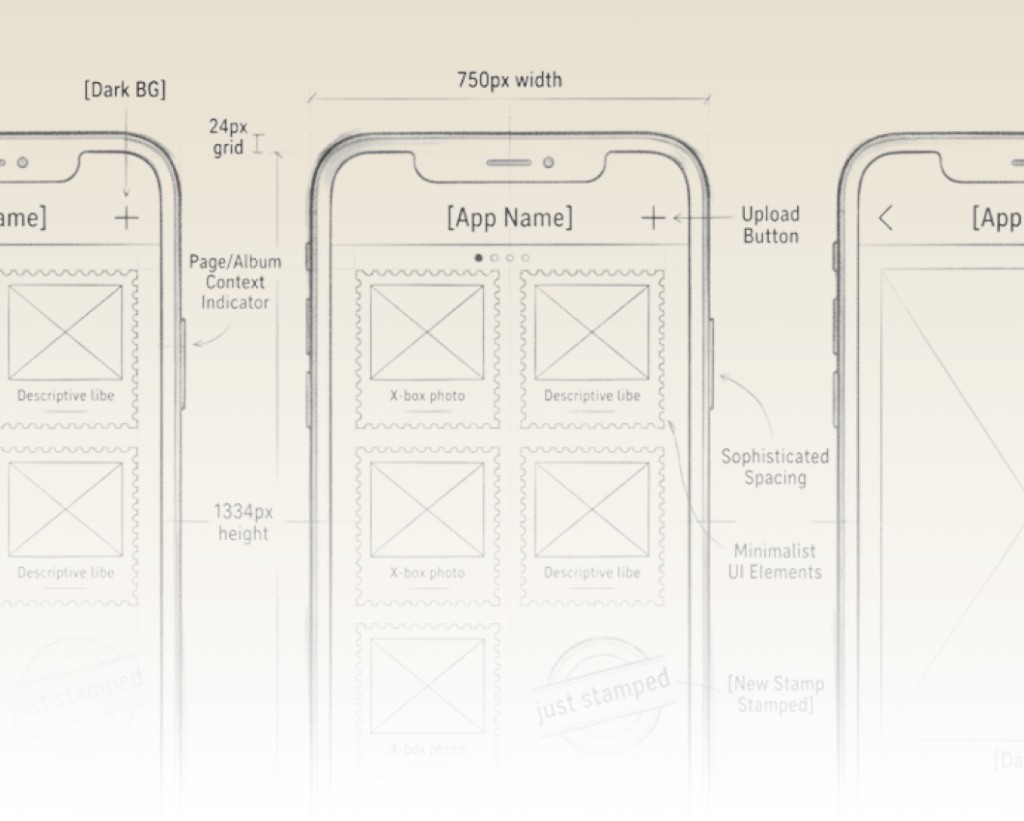 [Dark BG]
750px width
24px
grid
ame]
[App Name]
[App
Upload
Button
Page/Album
Context
Indicator
Descriptive libe
X-box photo
Descriptive libe
Sophisticated
Spacing
1334px
height
Minimalist
UI Elements
Descriptive libe
X-box photo
Descriptive libe
just stamped
just stamped
[New Stamp
Stamped]
X-box photo
[Da